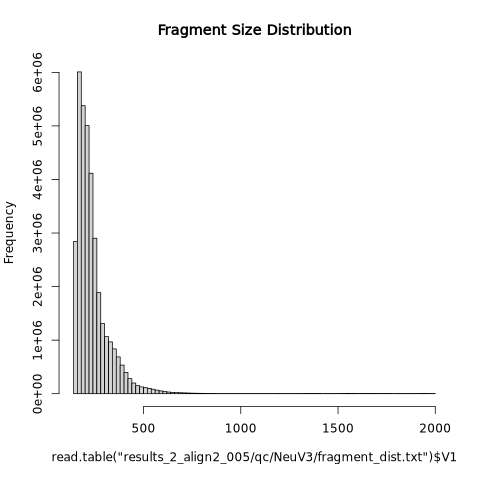 Fragment Size Distribution
Frequency
6e+06
5e+06
4e+06
3e+06
2e+06
1e+06
0e+00
500 1000 1500 2000
read.table("results_2_align2_005/qc/NeuV3/fragment_dist.txt")$V1